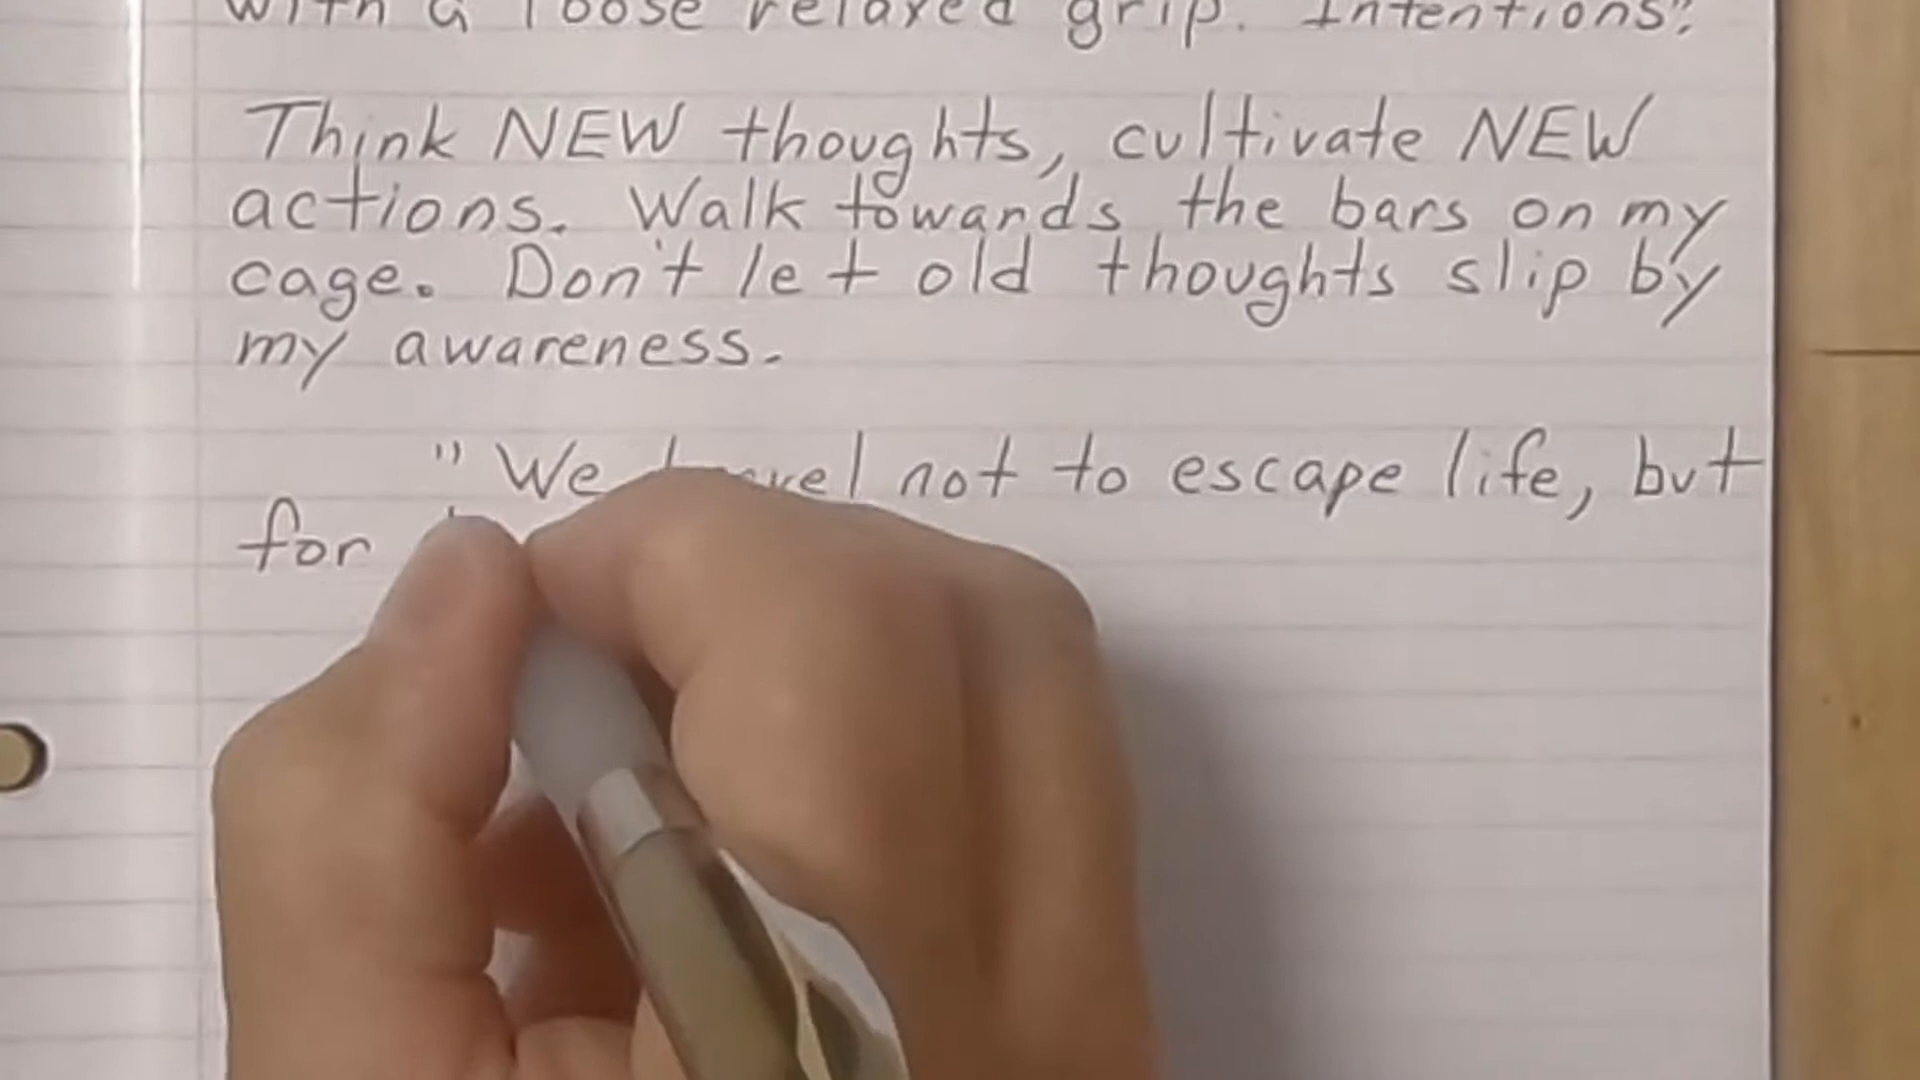 with a loose relaxed grip. Intentions".
Think NEW thoughts, cultivate NEW
actions. Walk towards the bars on my
cage. Don't let old thoughts slip by
my awareness.
" We travel not to escape life, but
for